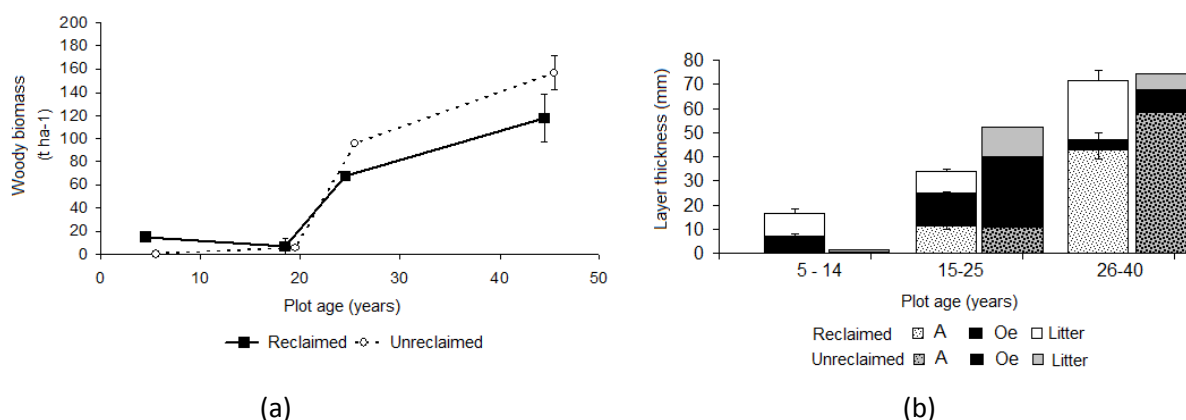 200
180
160
140
120
100
80
60
40
20
0
Woody biomass
(t ha-1)
0 10 20 30 40 50
Plot age (years)
Reclaimed Unreclaimed
(a)
80
70
60
50
40
30
20
10
0
Layer thickness (mm)
5 - 14 15-25 26-40
Plot age (years)
Reclaimed A Oe Litter
Unreclaimed A Oe Litter
(b)